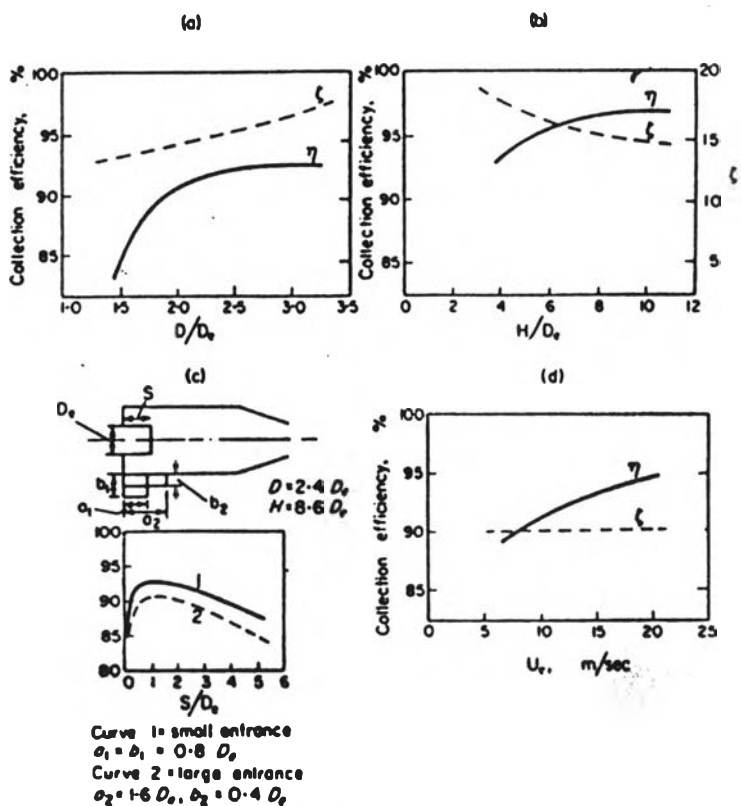 (a)
(b)
Collection efficiency, %
100
95
90
85
ζ
η
1·0
1·5
2·0
2·5
3·0
3·5
D/Dₑ
Collection efficiency, %
100
95
90
85
η
ζ
20
15
10
5
ζ
0
2
4
6
8
10
12
H/Dₑ
(c)
S
Dₑ
b₁
b₂
a₁
a₂
D = 2·4 Dₑ
H = 8·6 Dₑ
100
95
90
85
80
1
2
0
1
2
3
4
5
6
S/Dₑ
Curve 1 = small entrance
a₁ = b₁ = 0·8 Dₑ
Curve 2 = large entrance
a₂ = 1·6 Dₑ, b₂ = 0·4 Dₑ
(d)
Collection efficiency, %
100
95
90
85
η
ζ
0
5
10
15
20
25
Uₑ, m/sec